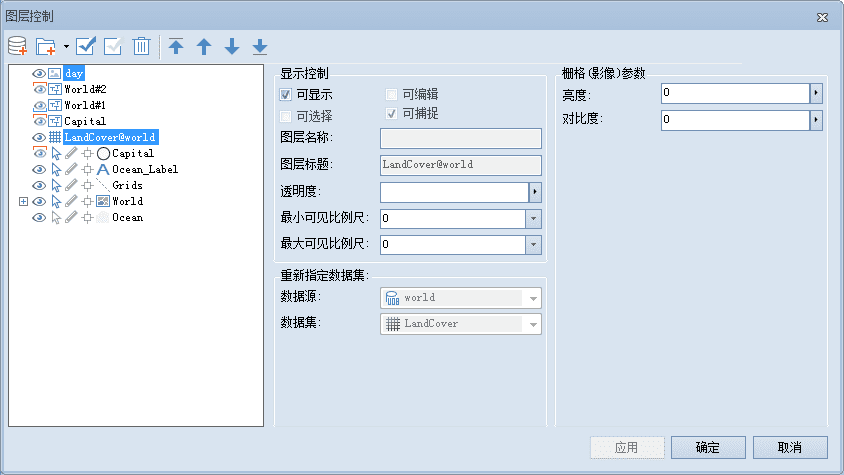 图层控制
day
World#2
World#1
Capital
LandCover@world
Capital
Ocean_Label
Grids
World
Ocean
显示控制
可显示 可编辑
可选择 可捕捉
图层名称:
图层标题: LandCover@world
透明度:
最小可见比例尺: 0
最大可见比例尺: 0
重新指定数据集:
数据源: world
数据集: LandCover
栅格(影像)参数
亮度: 0
对比度: 0
应用 确定 取消